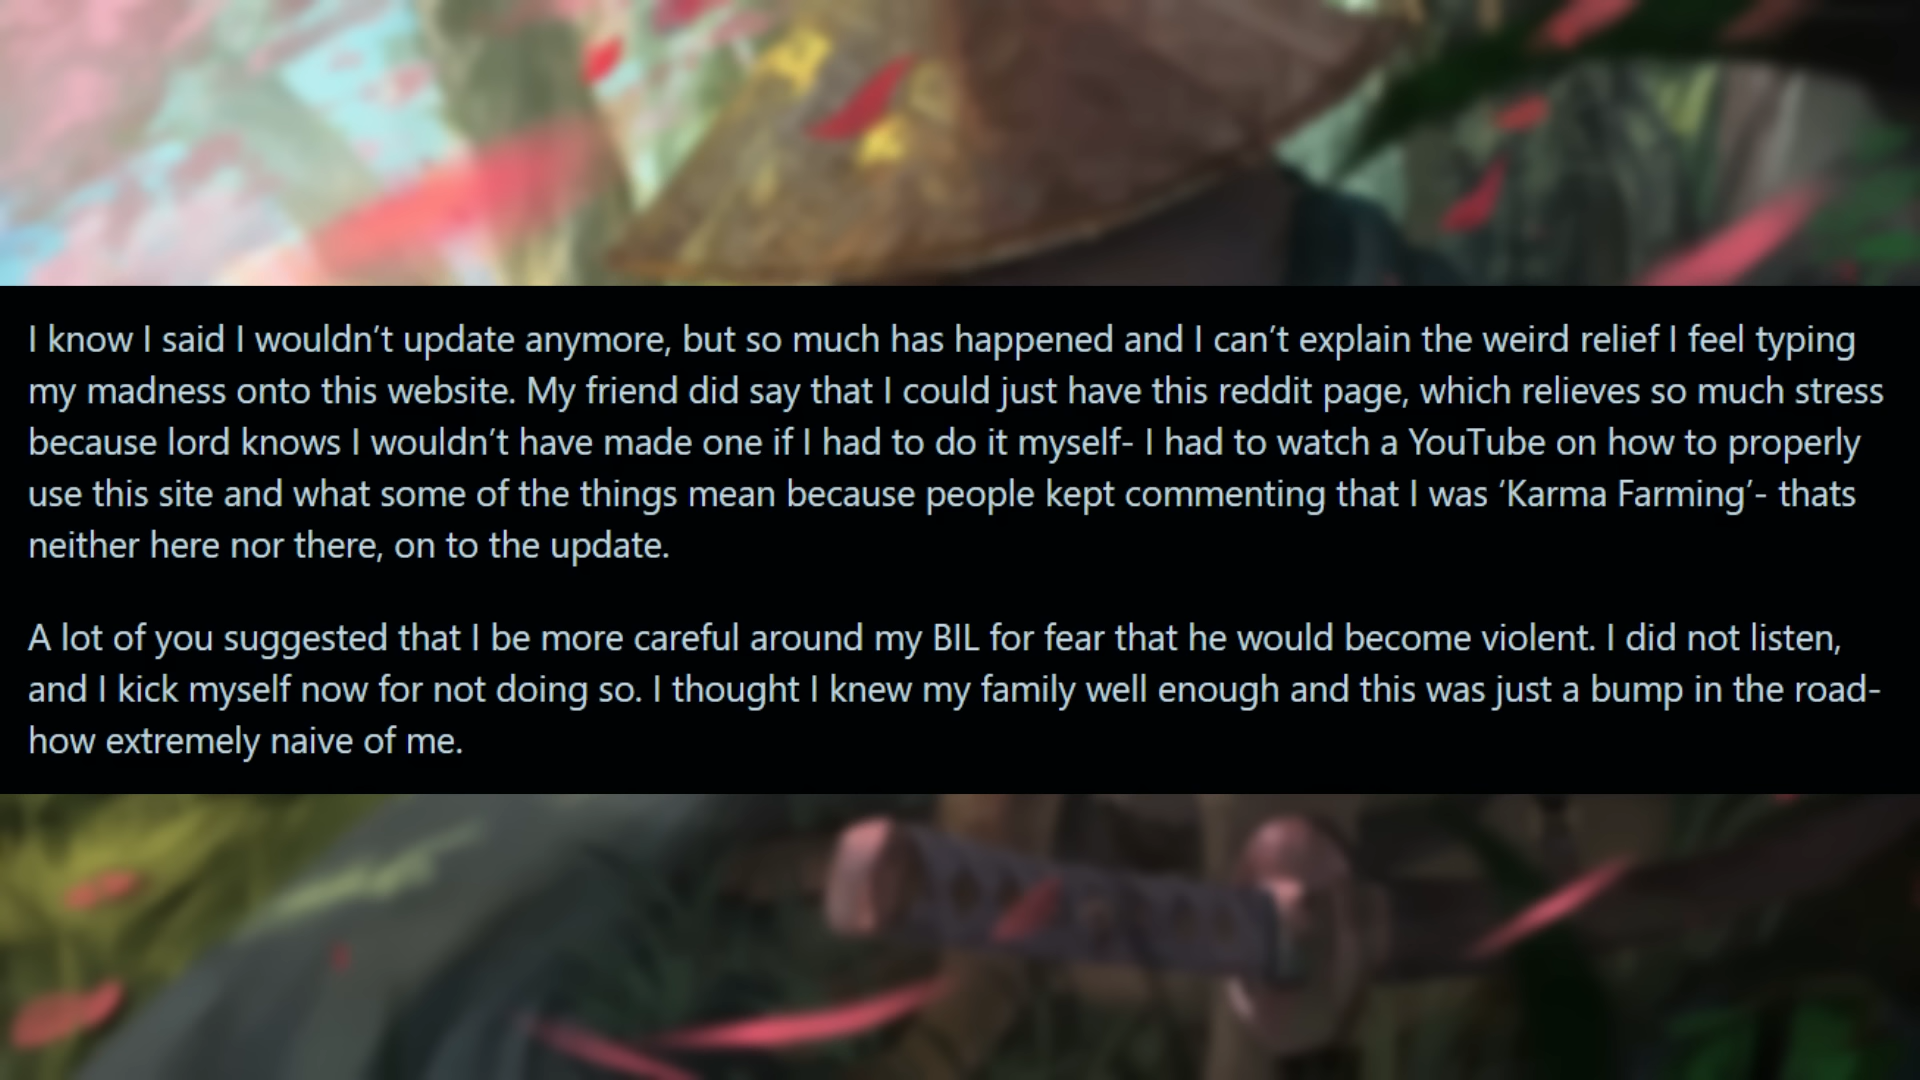 I know I said I wouldn’t update anymore, but so much has happened and I can’t explain the weird relief I feel typing
my madness onto this website. My friend did say that I could just have this reddit page, which relieves so much stress
because lord knows I wouldn’t have made one if I had to do it myself- I had to watch a YouTube on how to properly
use this site and what some of the things mean because people kept commenting that I was ‘Karma Farming’- thats
neither here nor there, on to the update.
A lot of you suggested that I be more careful around my BIL for fear that he would become violent. I did not listen,
and I kick myself now for not doing so. I thought I knew my family well enough and this was just a bump in the road-
how extremely naive of me.